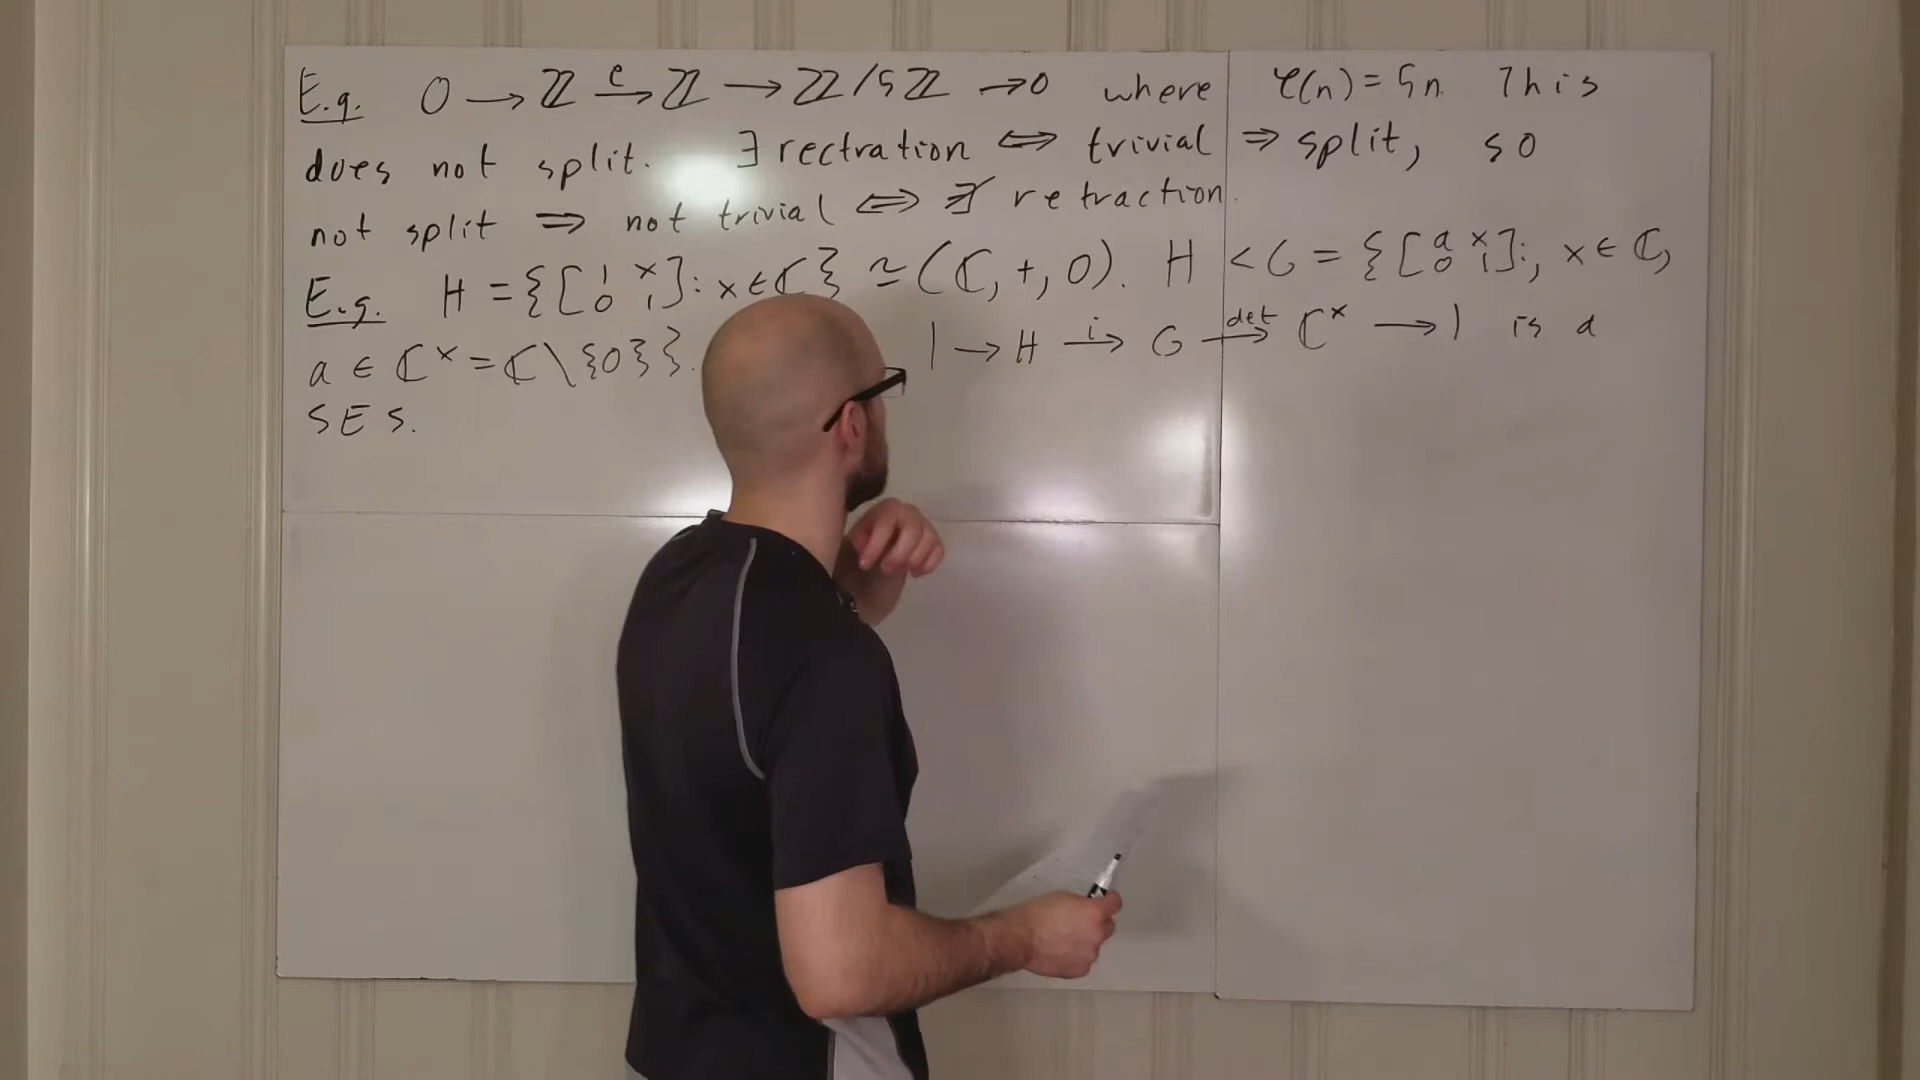 E.g. 0 → ℤ —φ→ ℤ → ℤ/5ℤ → 0 where φ(n) = 5n. This
does not split. ∃ rectration ⟺ trivial ⇒ split, so
not split ⇒ not trivial ⟺ ∄ retraction.
E.g. H = {[1 x; 0 1]: x ∈ ℂ} ≃ (ℂ, +, 0). H < G = {[a x; 0 1]:, x ∈ ℂ,
a ∈ ℂ^× = ℂ\{0}}. 1 → H —i→ G —det→ ℂ^× → 1 is a
SES.